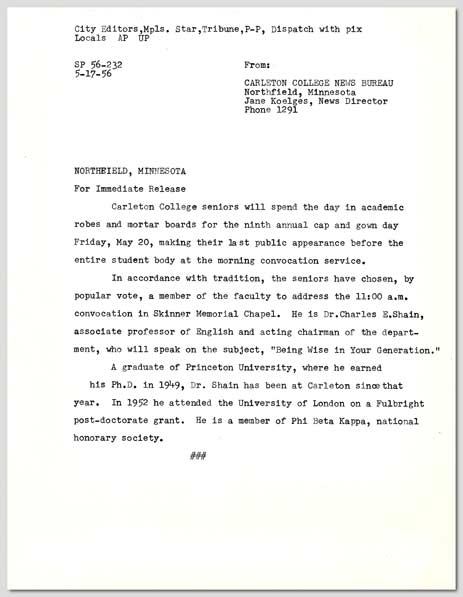 City Editors,Mpls. Star,Tribune,P-P, Dispatch with pix
Locals AP UP
SP 56-232
5-17-56
From:
CARLETON COLLEGE NEWS BUREAU
Northfield, Minnesota
Jane Koelges, News Director
Phone 1291
NORTHFIELD, MINNESOTA
For Immediate Release
Carleton College seniors will spend the day in academic
robes and mortar boards for the ninth annual cap and gown day
Friday, May 20, making their last public appearance before the
entire student body at the morning convocation service.
In accordance with tradition, the seniors have chosen, by
popular vote, a member of the faculty to address the 11:00 a.m.
convocation in Skinner Memorial Chapel. He is Dr.Charles E.Shain,
associate professor of English and acting chairman of the depart-
ment, who will speak on the subject, "Being Wise in Your Generation."
A graduate of Princeton University, where he earned
his Ph.D. in 1949, Dr. Shain has been at Carleton since that
year. In 1952 he attended the University of London on a Fulbright
post-doctorate grant. He is a member of Phi Beta Kappa, national
honorary society.
###